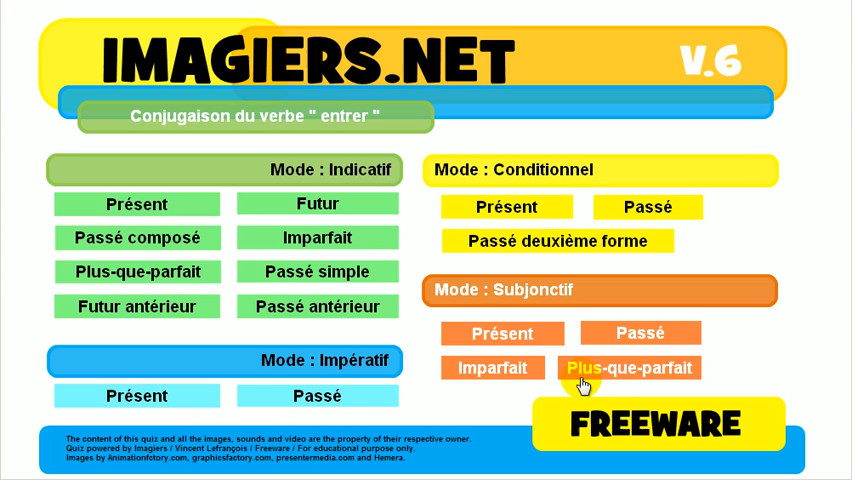 IMAGIERS.NET
V.6
Conjugaison du verbe " entrer "
Mode : Indicatif
Présent
Futur
Passé composé
Imparfait
Plus-que-parfait
Passé simple
Futur antérieur
Passé antérieur
Mode : Impératif
Présent
Passé
Mode : Conditionnel
Présent
Passé
Passé deuxième forme
Mode : Subjonctif
Présent
Passé
Imparfait
Plus-que-parfait
FREEWARE
The content of this quiz and all the images, sounds and video are the property of their respective owner.
Quiz powered by Imagiers / Vincent Lefrançois / Freeware / For educational purpose only.
Images by Animationfctory.com, graphicsfactory.com, presentermedia.com and Hemera.